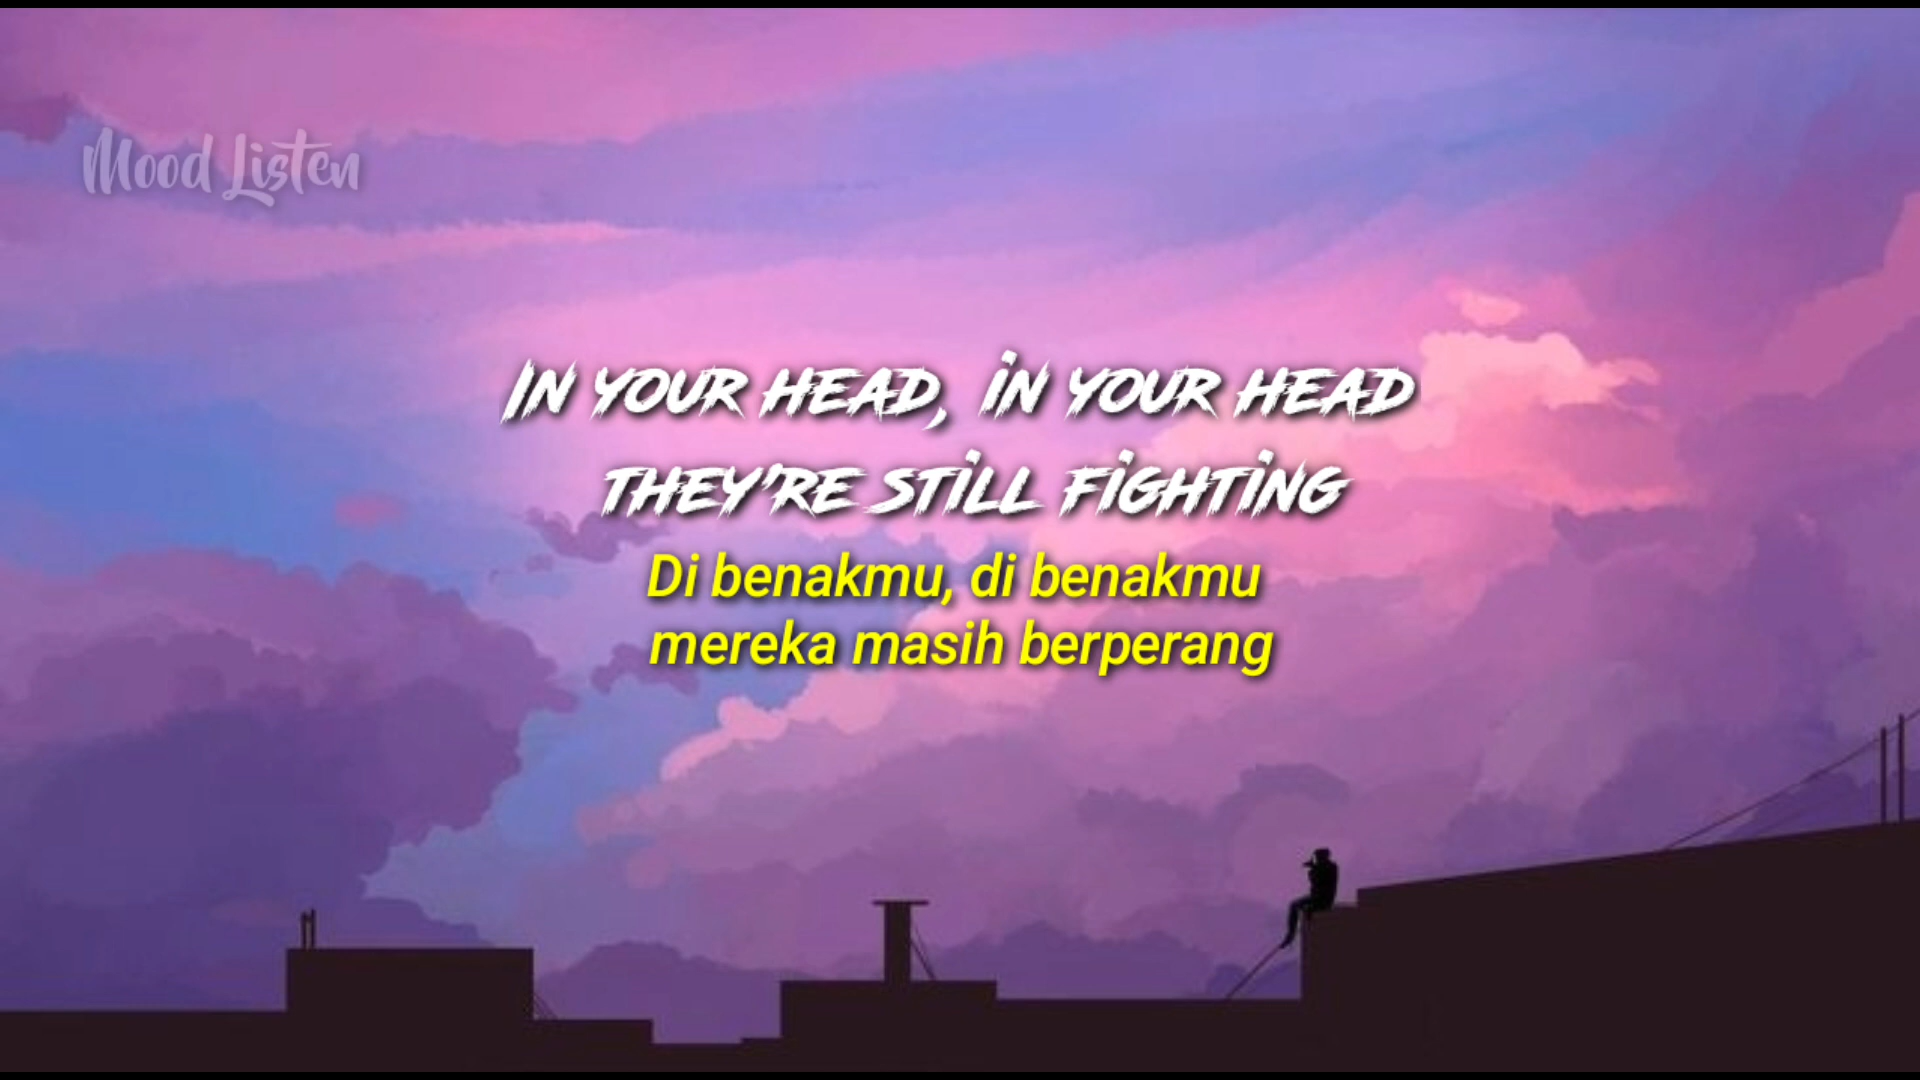 Mood Listen
In your head, in your head
they're still fighting
Di benakmu, di benakmu
mereka masih berperang